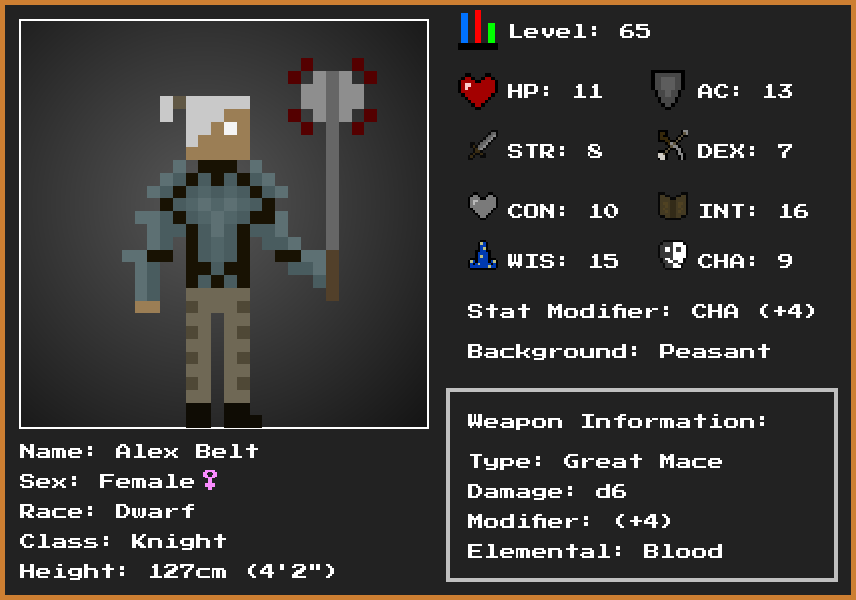 Level: 65
HP: 11
AC: 13
STR: 8
DEX: 7
CON: 10
INT: 16
WIS: 15
CHA: 9
Stat Modifier: CHA (+4)
Background: Peasant
Weapon Information:
Type: Great Mace
Damage: d6
Modifier: (+4)
Elemental: Blood
Name: Alex Belt
Sex: Female♀
Race: Dwarf
Class: Knight
Height: 127cm (4'2")